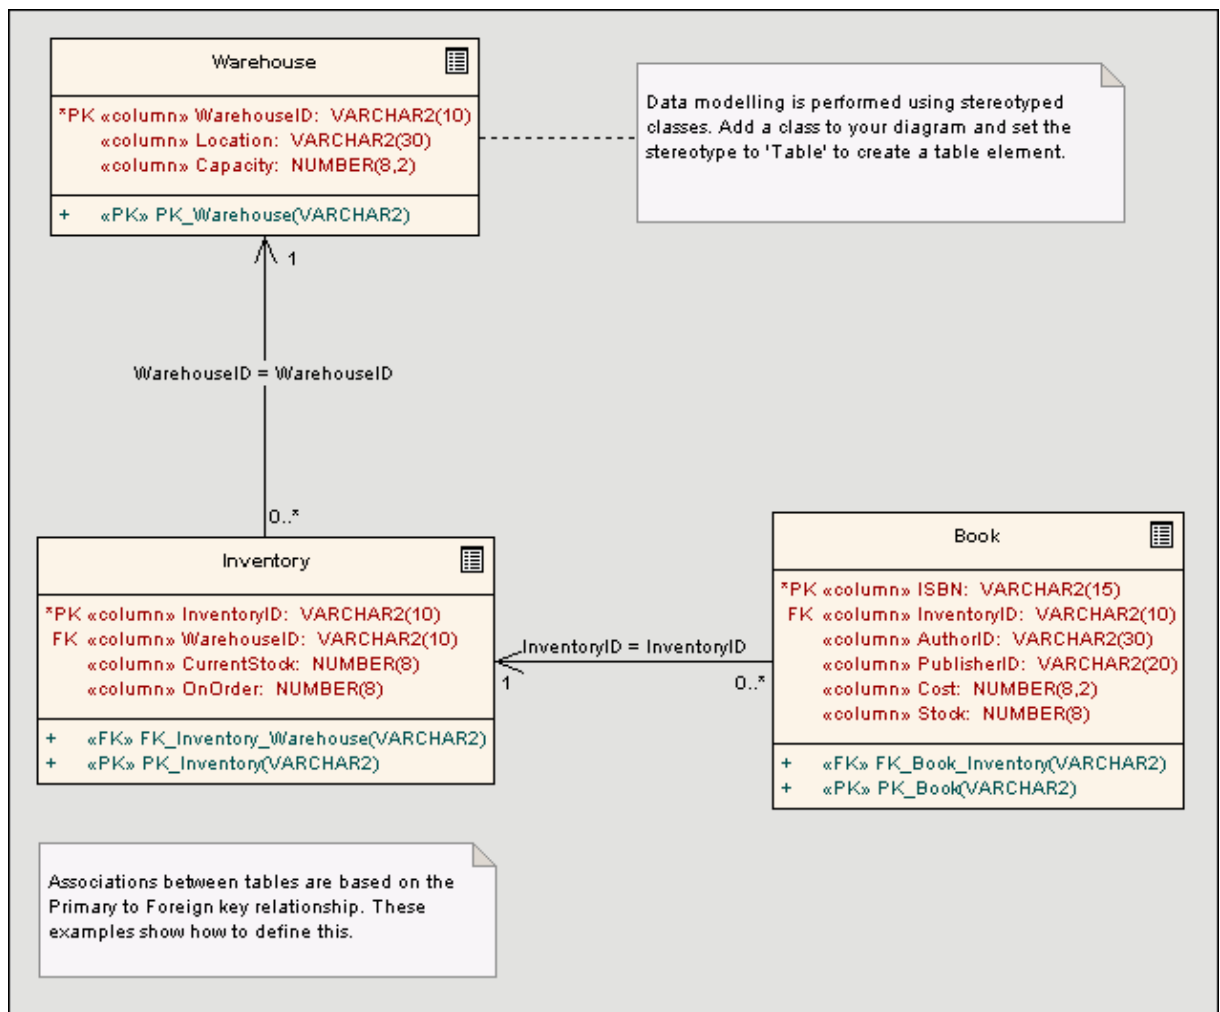 Warehouse
*PK «column» WarehouseID: VARCHAR2(10)
«column» Location: VARCHAR2(30)
«column» Capacity: NUMBER(8,2)
+ «PK» PK_Warehouse(VARCHAR2)
Data modelling is performed using stereotyped
classes. Add a class to your diagram and set the
stereotype to 'Table' to create a table element.
1
WarehouseID = WarehouseID
0..*
Inventory
*PK «column» InventoryID: VARCHAR2(10)
FK «column» WarehouseID: VARCHAR2(10)
«column» CurrentStock: NUMBER(8)
«column» OnOrder: NUMBER(8)
+ «FK» FK_Inventory_Warehouse(VARCHAR2)
+ «PK» PK_Inventory(VARCHAR2)
InventoryID = InventoryID
1
0..*
Book
*PK «column» ISBN: VARCHAR2(15)
FK «column» InventoryID: VARCHAR2(10)
«column» AuthorID: VARCHAR2(30)
«column» PublisherID: VARCHAR2(20)
«column» Cost: NUMBER(8,2)
«column» Stock: NUMBER(8)
+ «FK» FK_Book_Inventory(VARCHAR2)
+ «PK» PK_Book(VARCHAR2)
Associations between tables are based on the
Primary to Foreign key relationship. These
examples show how to define this.